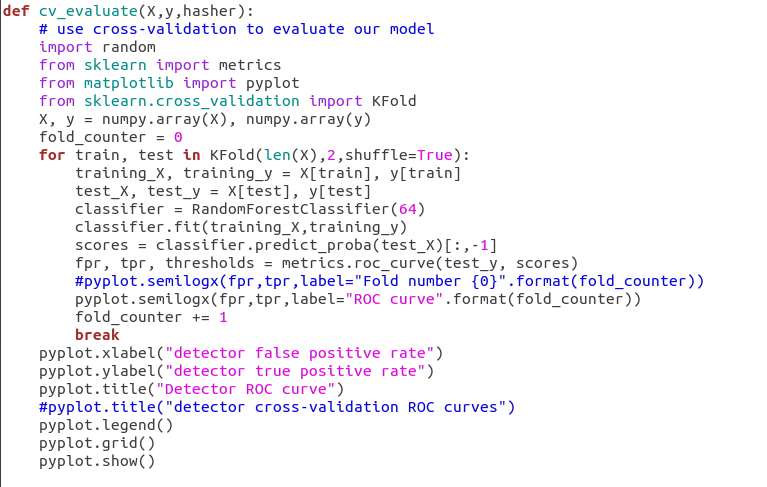 def cv_evaluate(X,y,hasher):
    # use cross-validation to evaluate our model
    import random
    from sklearn import metrics
    from matplotlib import pyplot
    from sklearn.cross_validation import KFold
    X, y = numpy.array(X), numpy.array(y)
    fold_counter = 0
    for train, test in KFold(len(X),2,shuffle=True):
        training_X, training_y = X[train], y[train]
        test_X, test_y = X[test], y[test]
        classifier = RandomForestClassifier(64)
        classifier.fit(training_X,training_y)
        scores = classifier.predict_proba(test_X)[:,-1]
        fpr, tpr, thresholds = metrics.roc_curve(test_y, scores)
        #pyplot.semilogx(fpr,tpr,label="Fold number {0}".format(fold_counter))
        pyplot.semilogx(fpr,tpr,label="ROC curve".format(fold_counter))
        fold_counter += 1
        break
    pyplot.xlabel("detector false positive rate")
    pyplot.ylabel("detector true positive rate")
    pyplot.title("Detector ROC curve")
    #pyplot.title("detector cross-validation ROC curves")
    pyplot.legend()
    pyplot.grid()
    pyplot.show()